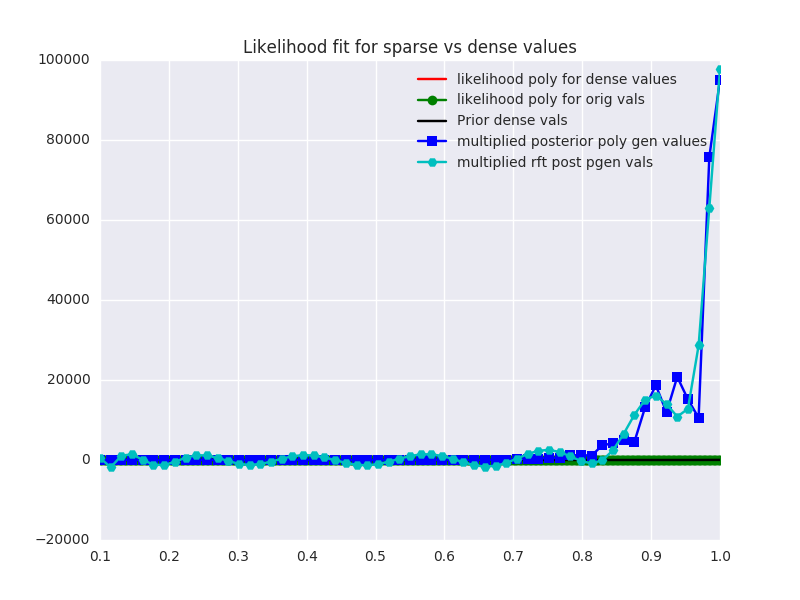 Likelihood fit for sparse vs dense values
100000
80000
60000
40000
20000
0
−20000
likelihood poly for dense values
likelihood poly for orig vals
Prior dense vals
multiplied posterior poly gen values
multiplied rft post pgen vals
0.1 0.2 0.3 0.4 0.5 0.6 0.7 0.8 0.9 1.0